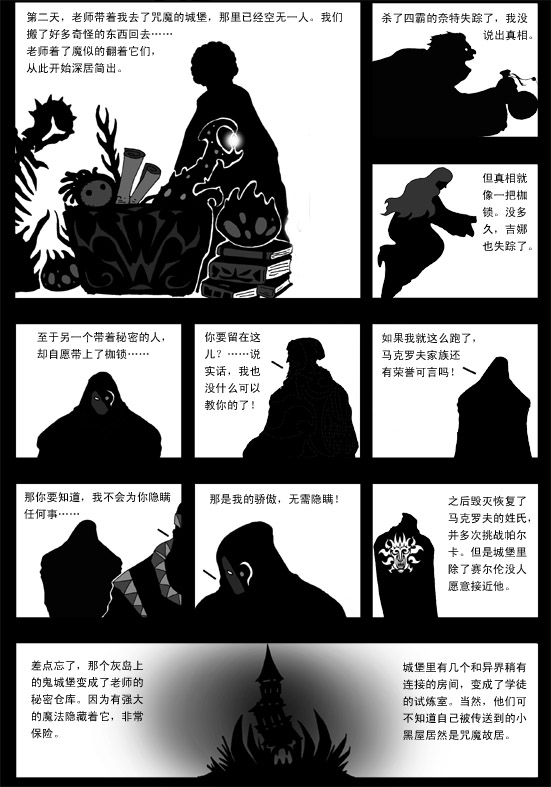 第二天，老师带着我去了咒魔的城堡，那里已经空无一人。我们
搬了好多奇怪的东西回去……
老师着了魔似的翻着它们，
从此开始深居简出。
杀了四霸的奈特失踪了，我没
说出真相。
但真相就
像一把枷
锁。没多
久，吉娜
也失踪了。
至于另一个带着秘密的人，
却自愿带上了枷锁……
你要留在这
儿？……说
实话，我也
没什么可以
教你的了！
如果我就这么跑了，
马克罗夫家族还
有荣誉可言吗！
那你要知道，我不会为你隐瞒
任何事……
那是我的骄傲，无需隐瞒！
之后毁灭恢复了
马克罗夫的姓氏，
并多次挑战帕尔
卡。但是城堡里
除了赛尔伦没人
愿意接近他。
差点忘了，那个灰岛上
的鬼城堡变成了老师的
秘密仓库。因为有强大
的魔法隐藏着它，非常
保险。
城堡里有几个和异界稍有
连接的房间，变成了学徒
的试炼室。当然，他们可
不知道自己被传送到的小
黑屋居然是咒魔故居。